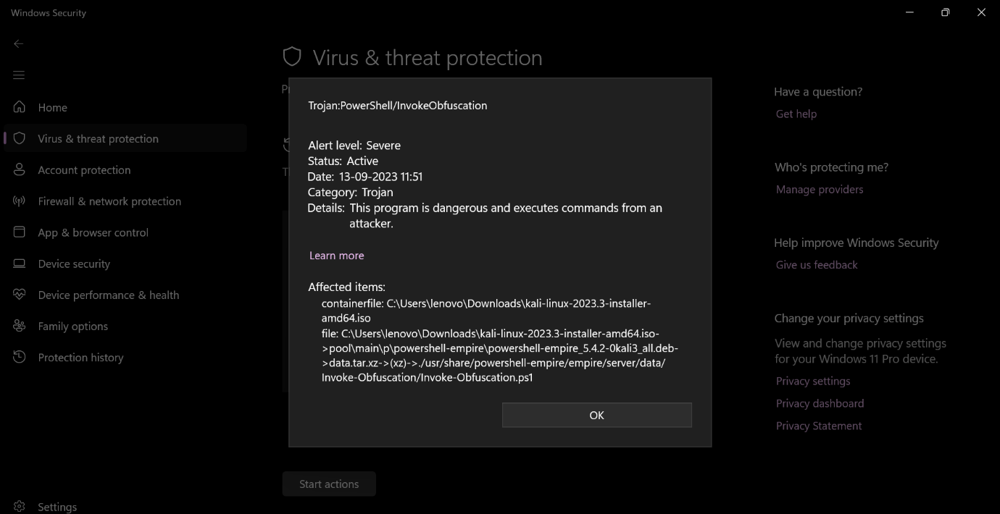 Windows Security
Virus & threat protection
Home
Virus & threat protection
Account protection
Firewall & network protection
App & browser control
Device security
Device performance & health
Family options
Protection history
Settings
Trojan:PowerShell/InvokeObfuscation
Alert level: Severe
Status: Active
Date: 13-09-2023 11:51
Category: Trojan
Details: This program is dangerous and executes commands from an
attacker.
Learn more
Affected items:
containerfile: C:\Users\lenovo\Downloads\kali-linux-2023.3-installer-
amd64.iso
file: C:\Users\lenovo\Downloads\kali-linux-2023.3-installer-amd64.iso-
>pool\main\p\powershell-empire\powershell-empire_5.4.2-0kali3_all.deb-
>data.tar.xz->(xz)->./usr/share/powershell-empire/empire/server/data/
Invoke-Obfuscation/Invoke-Obfuscation.ps1
OK
Start actions
Have a question?
Get help
Who's protecting me?
Manage providers
Help improve Windows Security
Give us feedback
Change your privacy settings
View and change privacy settings
for your Windows 11 Pro device.
Privacy settings
Privacy dashboard
Privacy Statement